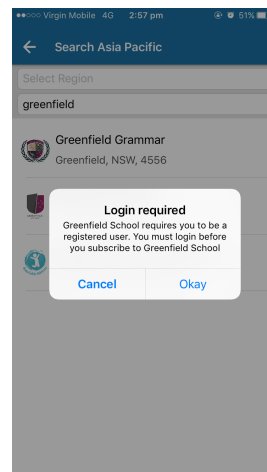 Virgin Mobile 4G 2:57 pm 51%
Search Asia Pacific
Select Region
greenfield
Greenfield Grammar
Greenfield, NSW, 4556
Login required
Greenfield School requires you to be a
registered user. You must login before
you subscribe to Greenfield School
Cancel Okay